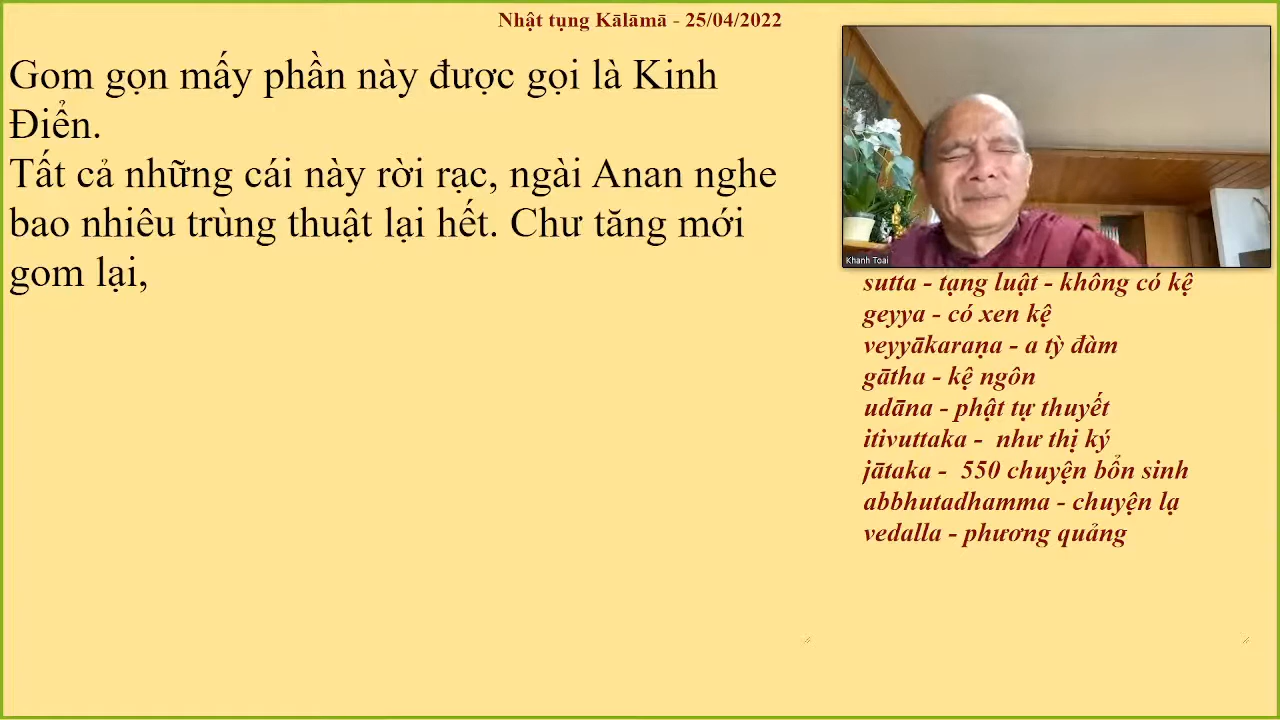 Nhật tụng Kālāmā - 25/04/2022
Gom gọn mấy phần này được gọi là Kinh
Điển.
Tất cả những cái này rời rạc, ngài Anan nghe
bao nhiêu trùng thuật lại hết. Chư tăng mới
gom lại,
Khanh Toai
sutta - tạng luật - không có kệ
geyya - có xen kệ
veyyākaraṇa - a tỳ đàm
gātha - kệ ngôn
udāna - phật tự thuyết
itivuttaka -  như thị ký
jātaka -  550 chuyện bổn sinh
abbhutadhamma - chuyện lạ
vedalla - phương quảng